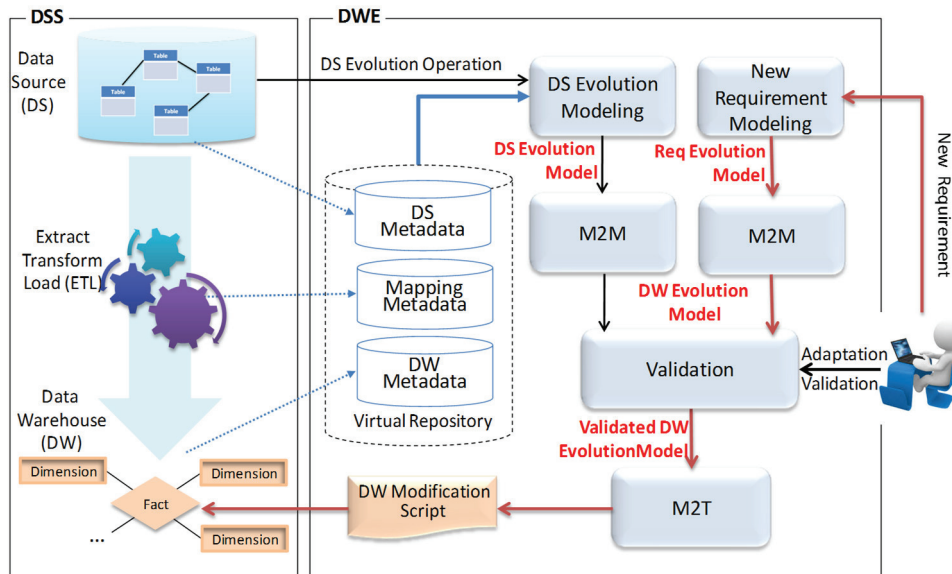 DSS
DWE
Data
Source
(DS)
Table
Table
Table
Table
DS Evolution Operation
DS Evolution
Modeling
New
Requirement
Modeling
DS Evolution
Model
Req Evolution
Model
New Requirement
DS
Metadata
M2M
M2M
Extract
Transform
Load (ETL)
Mapping
Metadata
DW Evolution
Model
DW
Metadata
Validation
Adaptation
Validation
Virtual Repository
Data
Warehouse
(DW)
Validated DW
EvolutionModel
Dimension
Dimension
Fact
...
Dimension
DW Modification
Script
M2T